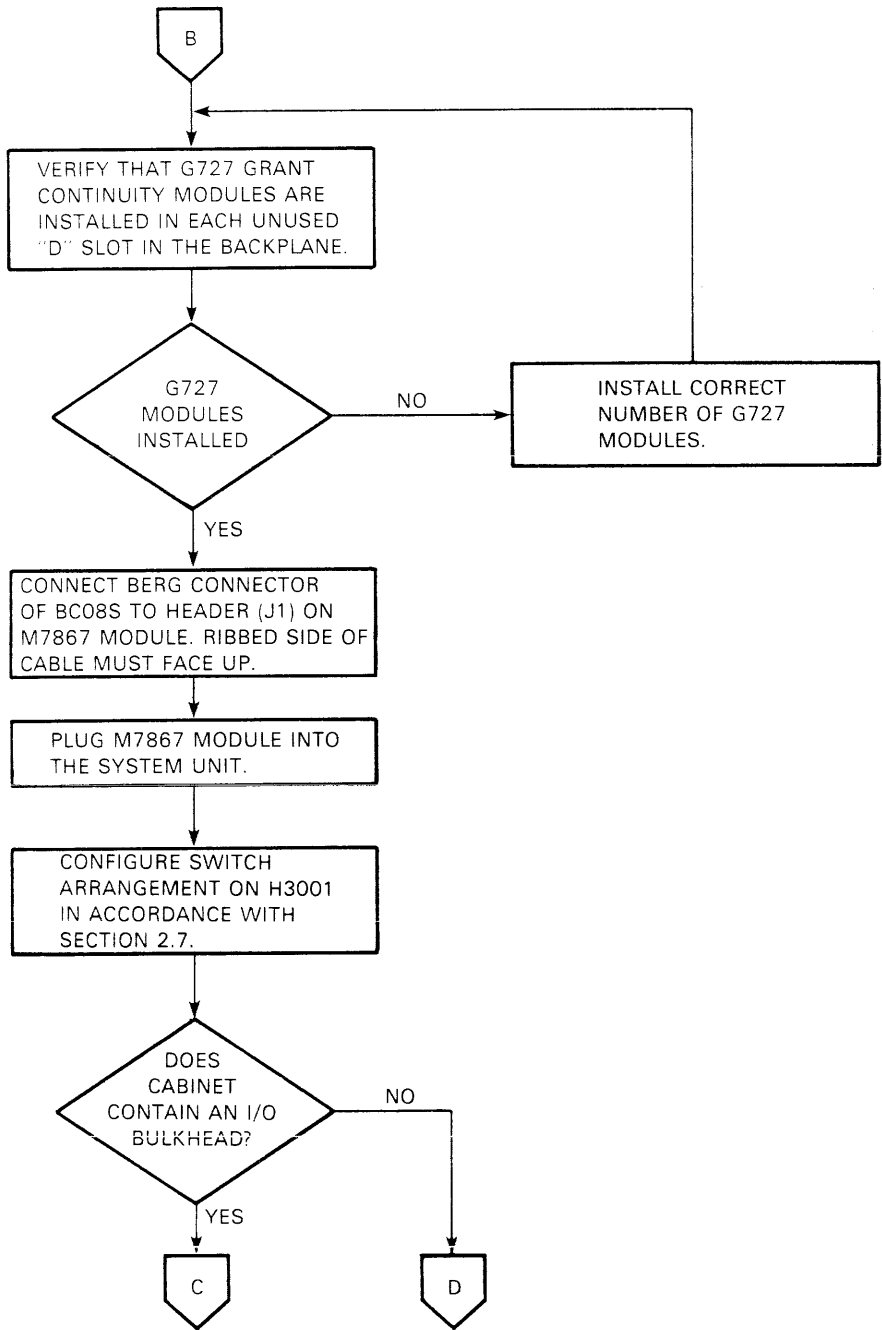 B
VERIFY THAT G727 GRANT
CONTINUITY MODULES ARE
INSTALLED IN EACH UNUSED
"D" SLOT IN THE BACKPLANE.
G727
MODULES
INSTALLED
NO
INSTALL CORRECT
NUMBER OF G727
MODULES.
YES
CONNECT BERG CONNECTOR
OF BC08S TO HEADER (J1) ON
M7867 MODULE. RIBBED SIDE OF
CABLE MUST FACE UP.
PLUG M7867 MODULE INTO
THE SYSTEM UNIT.
CONFIGURE SWITCH
ARRANGEMENT ON H3001
IN ACCORDANCE WITH
SECTION 2.7.
DOES
CABINET
CONTAIN AN I/O
BULKHEAD?
NO
YES
C
D